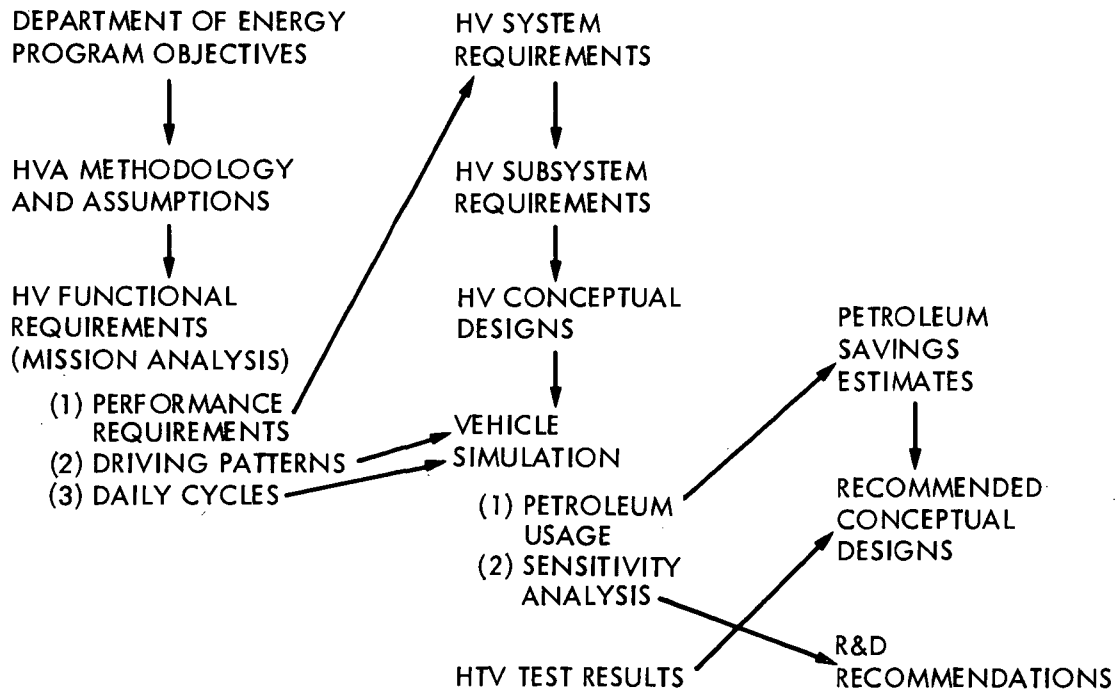 DEPARTMENT OF ENERGY
PROGRAM OBJECTIVES
HVA METHODOLOGY
AND ASSUMPTIONS
HV FUNCTIONAL
REQUIREMENTS
(MISSION ANALYSIS)
(1) PERFORMANCE
REQUIREMENTS
(2) DRIVING PATTERNS
(3) DAILY CYCLES
HV SYSTEM
REQUIREMENTS
HV SUBSYSTEM
REQUIREMENTS
HV CONCEPTUAL
DESIGNS
VEHICLE
SIMULATION
(1) PETROLEUM
USAGE
(2) SENSITIVITY
ANALYSIS
HTV TEST RESULTS
PETROLEUM
SAVINGS
ESTIMATES
RECOMMENDED
CONCEPTUAL
DESIGNS
R&D
RECOMMENDATIONS